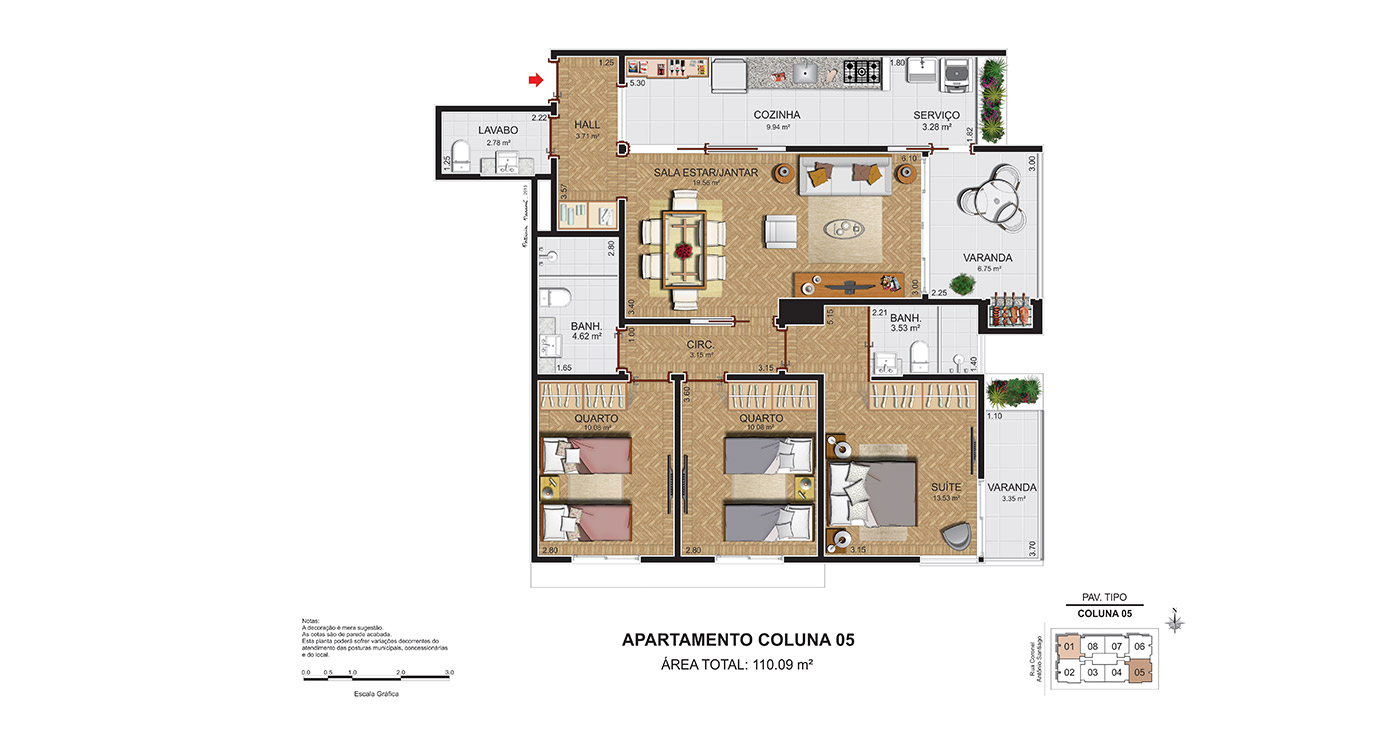 1.25
5.30
1.80
COZINHA
9.94 m²
SERVIÇO
3.28 m²
1.82
HALL
3.71 m²
2.22
LAVABO
2.78 m²
1.25
3.57
SALA ESTAR/JANTAR
19.56 m²
6.10
3.00
VARANDA
6.75 m²
2.25
3.00
3.40
2.80
BANH.
4.62 m²
1.65
1.00
CIRC.
3.15 m²
3.15
5.15
2.21
BANH.
3.53 m²
1.40
QUARTO
10.08 m²
2.80
3.60
QUARTO
10.08 m²
2.80
SUÍTE
13.53 m²
3.15
1.10
VARANDA
3.35 m²
3.70
Notas:
A decoração é mera sugestão.
As cotas são de parede acabada.
Esta planta poderá sofrer variações decorrentes do
atendimento das posturas municipais, concessionárias
e do local.
0.0 0.5 1.0 2.0 3.0
Escala Gráfica
APARTAMENTO COLUNA 05
ÁREA TOTAL: 110.09 m²
PAV. TIPO
COLUNA 05
N
Rua Coronel
Antônio Santiago
01 08 07 06
02 03 04 05